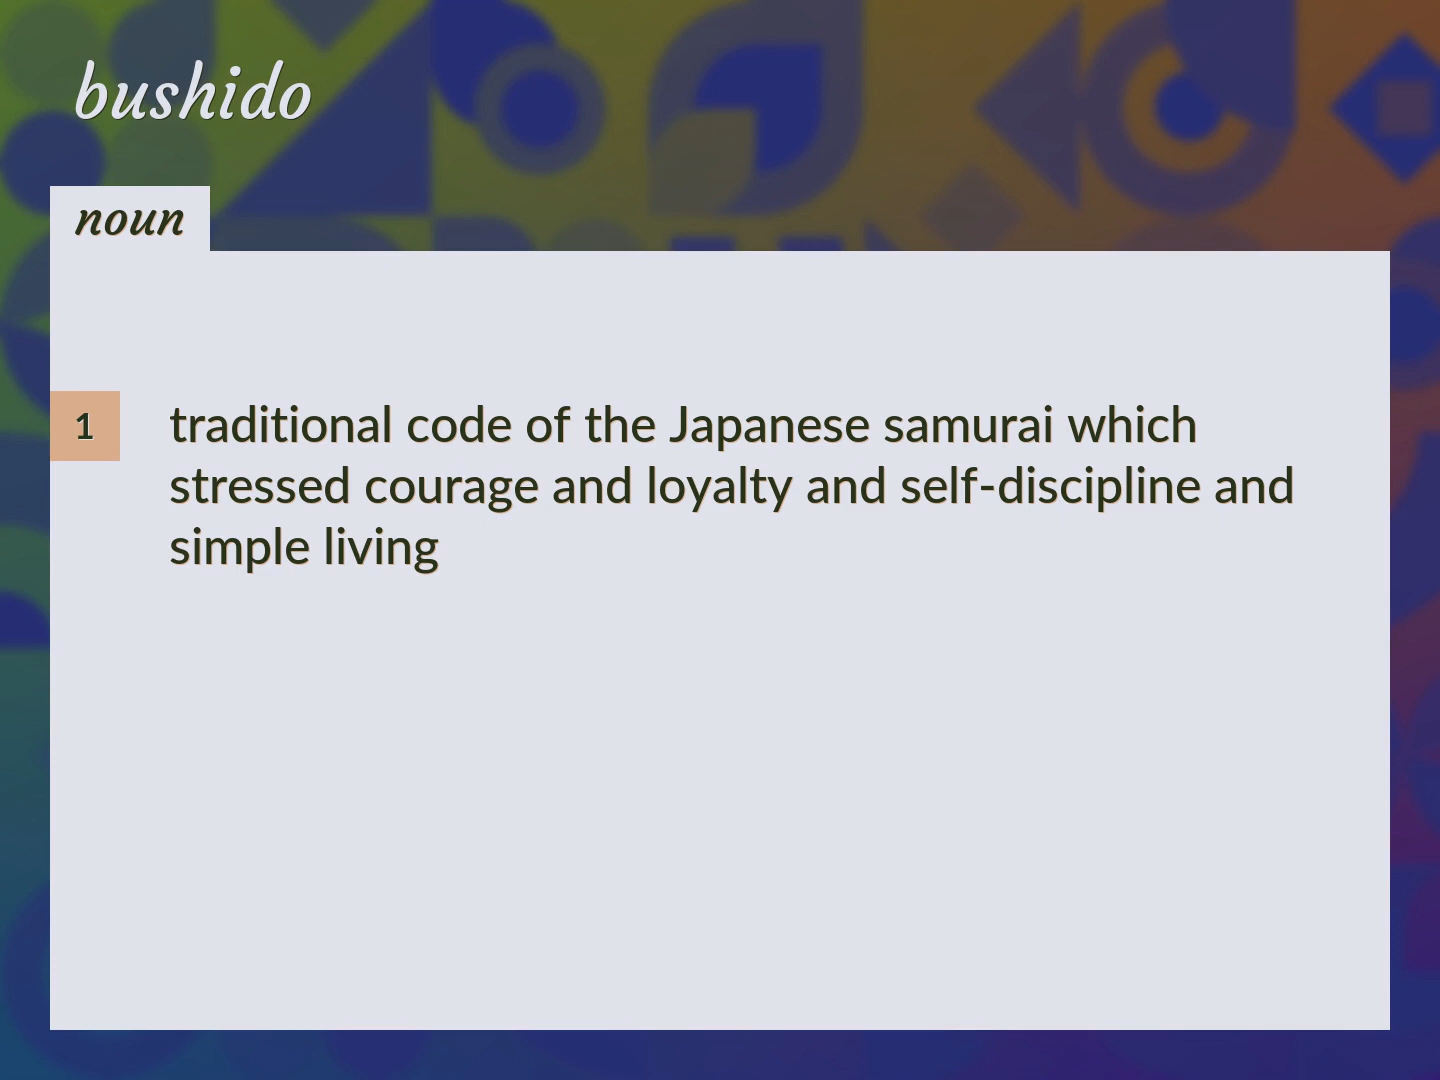 bushido
noun
1
traditional code of the Japanese samurai which
stressed courage and loyalty and self-discipline and
simple living